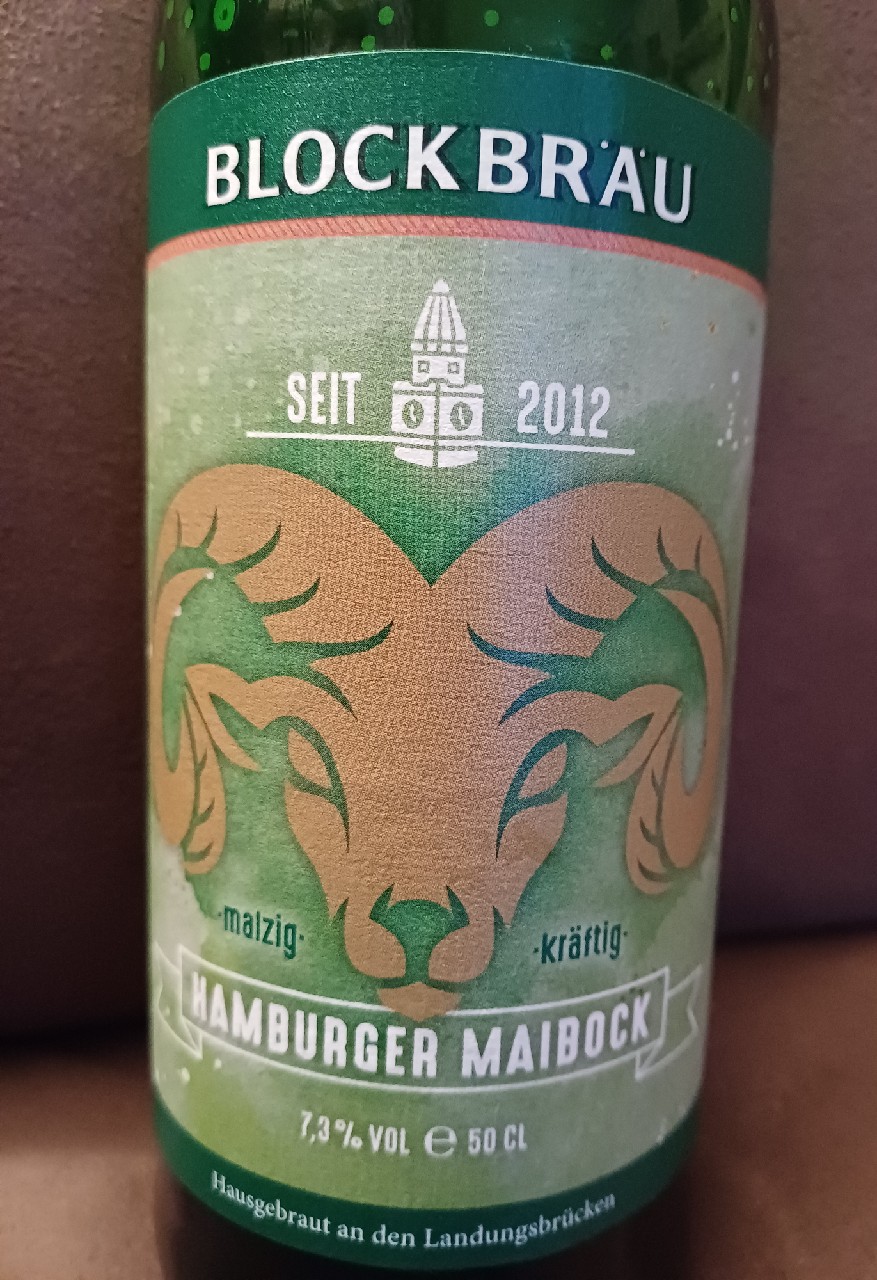 BLOCKBRÄU
SEIT 2012
·malzig· ·kräftig·
HAMBURGER MAIBOCK
7,3 % VOL ℮ 50 CL
Hausgebraut an den Landungsbrücken